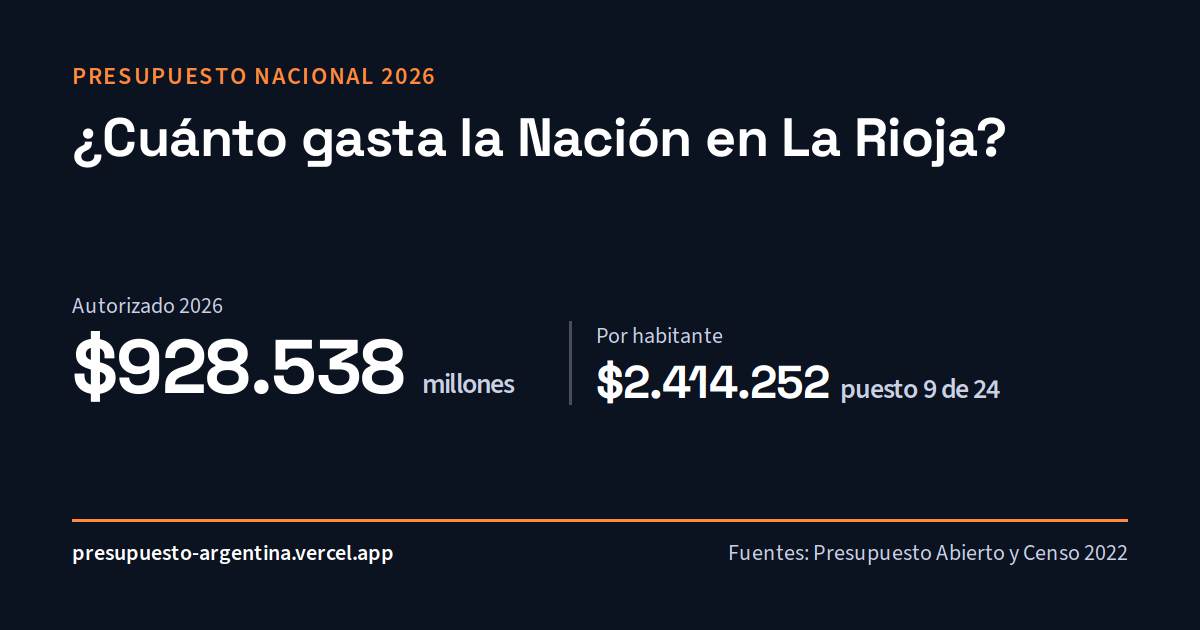 PRESUPUESTO NACIONAL 2026
¿Cuánto gasta la Nación en La Rioja?
Autorizado 2026
$928.538 millones
Por habitante
$2.414.252 puesto 9 de 24
presupuesto-argentina.vercel.app
Fuentes: Presupuesto Abierto y Censo 2022